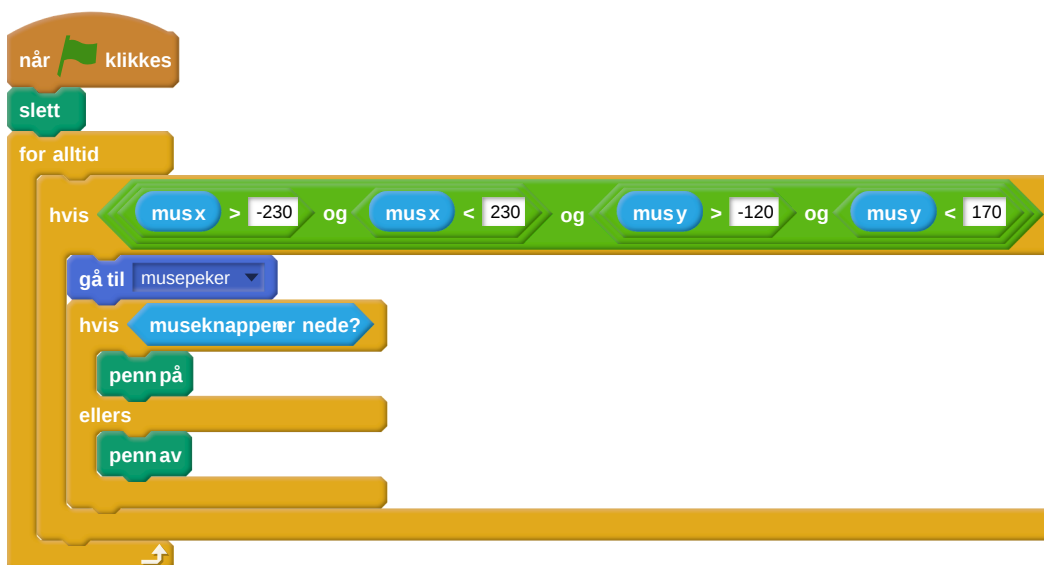 når klikkes
slett
for alltid
hvis mus x > -230 og mus x < 230 og mus y > -120 og mus y < 170
gå til musepeker
hvis museknappen er nede?
penn på
ellers
penn av